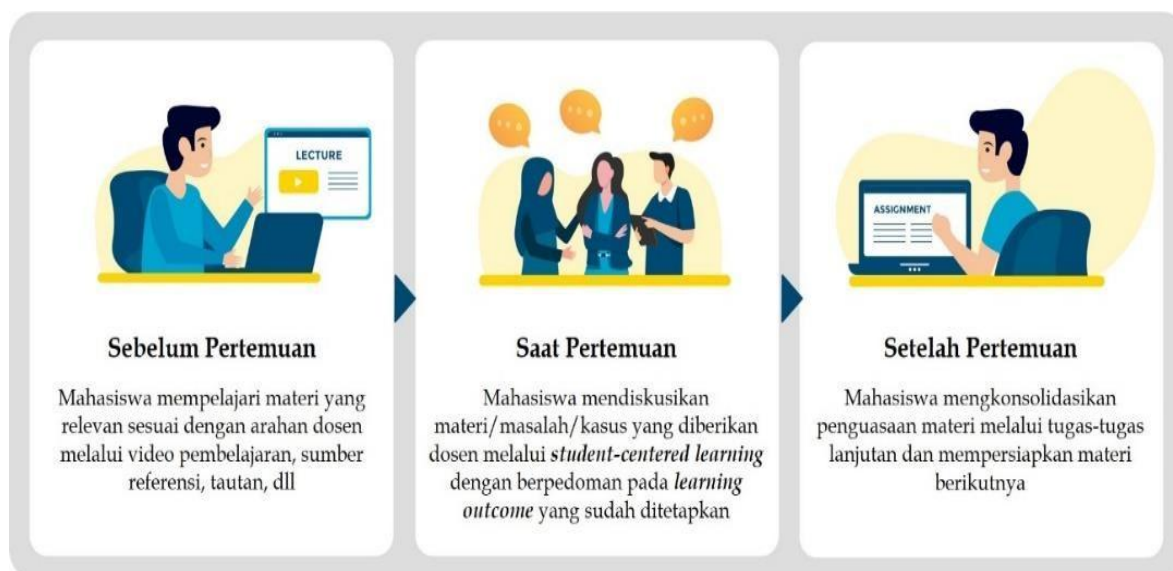 LECTURE
ASSIGNMENT
Sebelum Pertemuan
Mahasiswa mempelajari materi yang
relevan sesuai dengan arahan dosen
melalui video pembelajaran, sumber
referensi, tautan, dll
Saat Pertemuan
Mahasiswa mendiskusikan
materi/masalah/kasus yang diberikan
dosen melalui student-centered learning
dengan berpedoman pada learning
outcome yang sudah ditetapkan
Setelah Pertemuan
Mahasiswa mengkonsolidasikan
penguasaan materi melalui tugas-tugas
lanjutan dan mempersiapkan materi
berikutnya